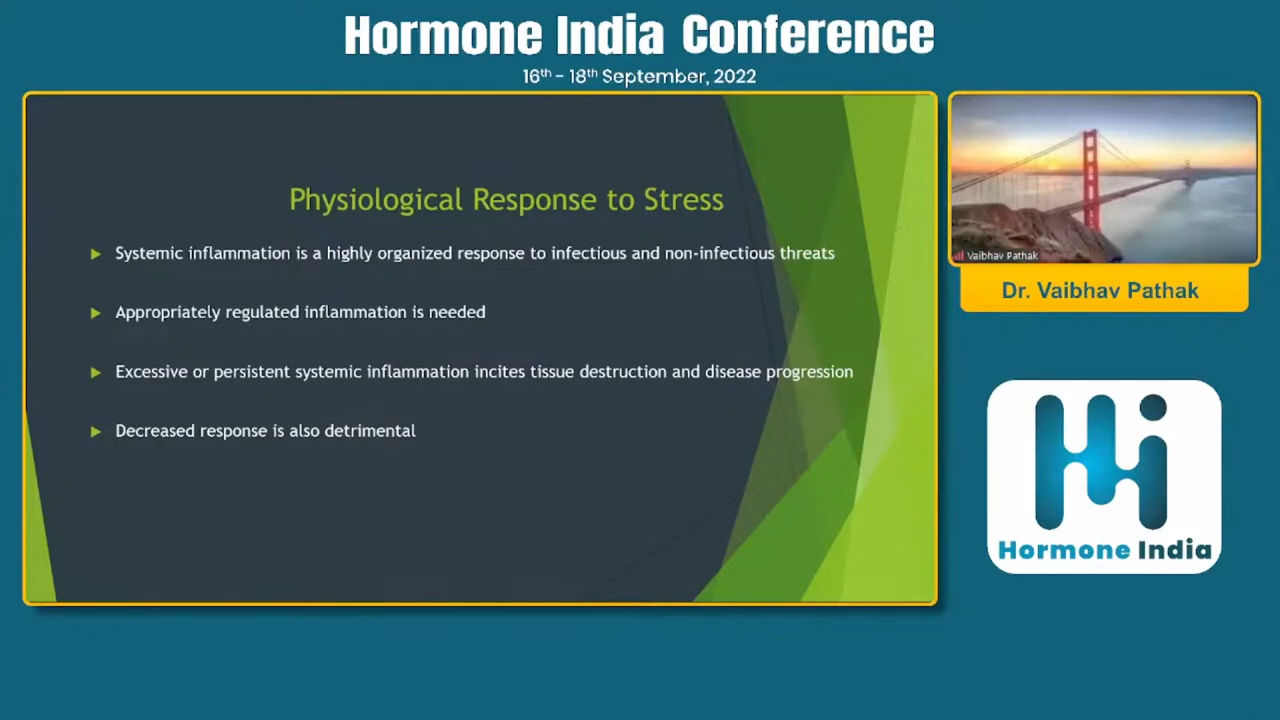 Hormone India Conference
16th - 18th September, 2022
Physiological Response to Stress
Systemic inflammation is a highly organized response to infectious and non-infectious threats
Appropriately regulated inflammation is needed
Excessive or persistent systemic inflammation incites tissue destruction and disease progression
Decreased response is also detrimental
Vaibhav Pathak
Dr. Vaibhav Pathak
Hi
Hormone India